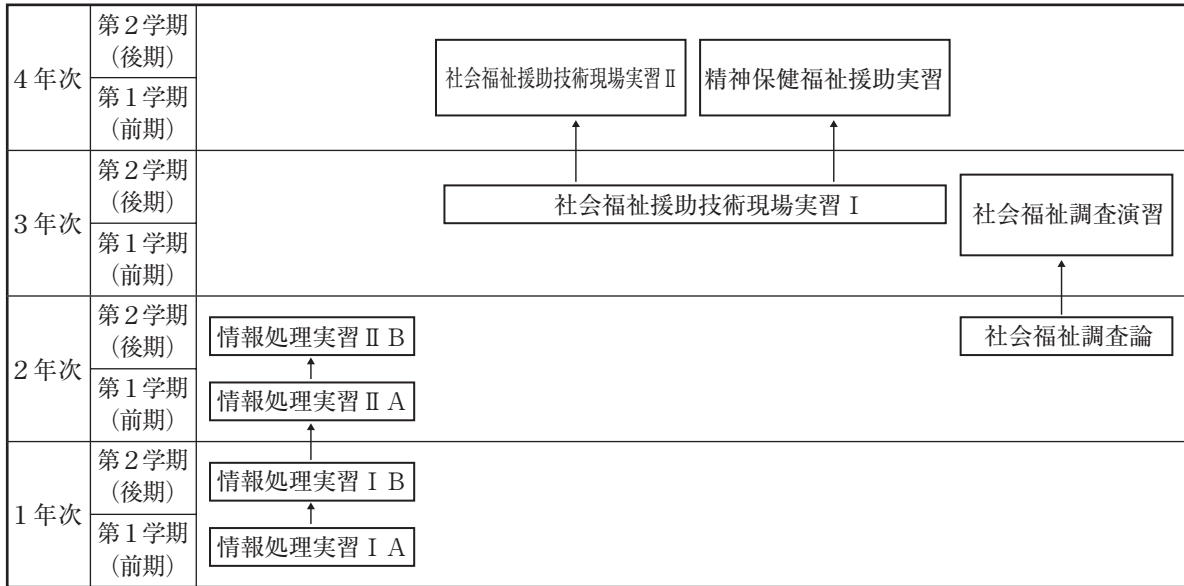 4年次
第2学期
(後期)
第1学期
(前期)
社会福祉援助技術現場実習Ⅱ
精神保健福祉援助実習
3年次
第2学期
(後期)
第1学期
(前期)
社会福祉援助技術現場実習Ⅰ
社会福祉調査演習
2年次
第2学期
(後期)
第1学期
(前期)
情報処理実習ⅡB
情報処理実習ⅡA
社会福祉調査論
1年次
第2学期
(後期)
第1学期
(前期)
情報処理実習ⅠB
情報処理実習ⅠA